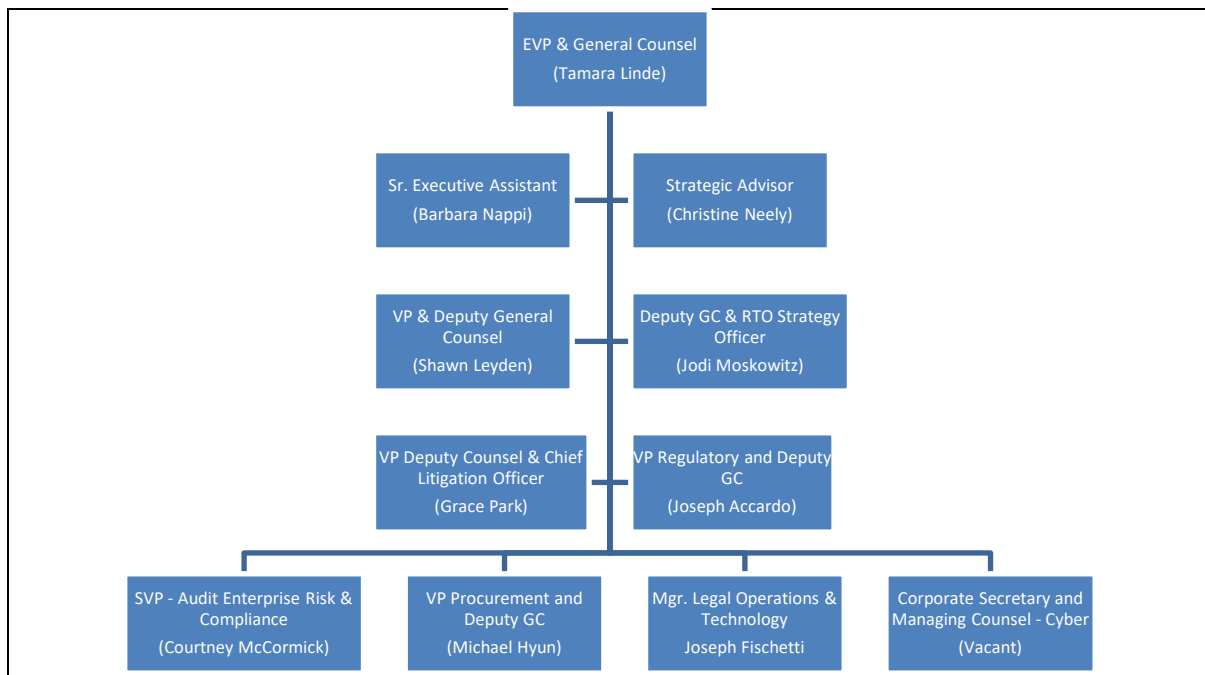 EVP & General Counsel
(Tamara Linde)
Sr. Executive Assistant
(Barbara Nappi)
Strategic Advisor
(Christine Neely)
VP & Deputy General
Counsel
(Shawn Leyden)
Deputy GC & RTO Strategy
Officer
(Jodi Moskowitz)
VP Deputy Counsel & Chief
Litigation Officer
(Grace Park)
VP Regulatory and Deputy
GC
(Joseph Accardo)
SVP - Audit Enterprise Risk &
Compliance
(Courtney McCormick)
VP Procurement and
Deputy GC
(Michael Hyun)
Mgr. Legal Operations &
Technology
Joseph Fischetti
Corporate Secretary and
Managing Counsel - Cyber
(Vacant)